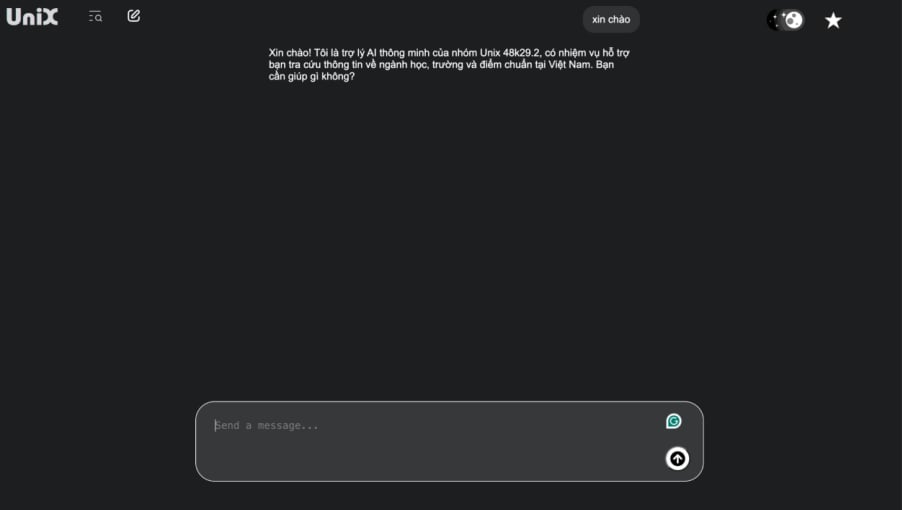 UniX
xin chào
Xin chào! Tôi là trợ lý AI thông minh của nhóm Unix 48k29.2, có nhiệm vụ hỗ trợ
bạn tra cứu thông tin về ngành học, trường và điểm chuẩn tại Việt Nam. Bạn
cần giúp gì không?
Send a message...